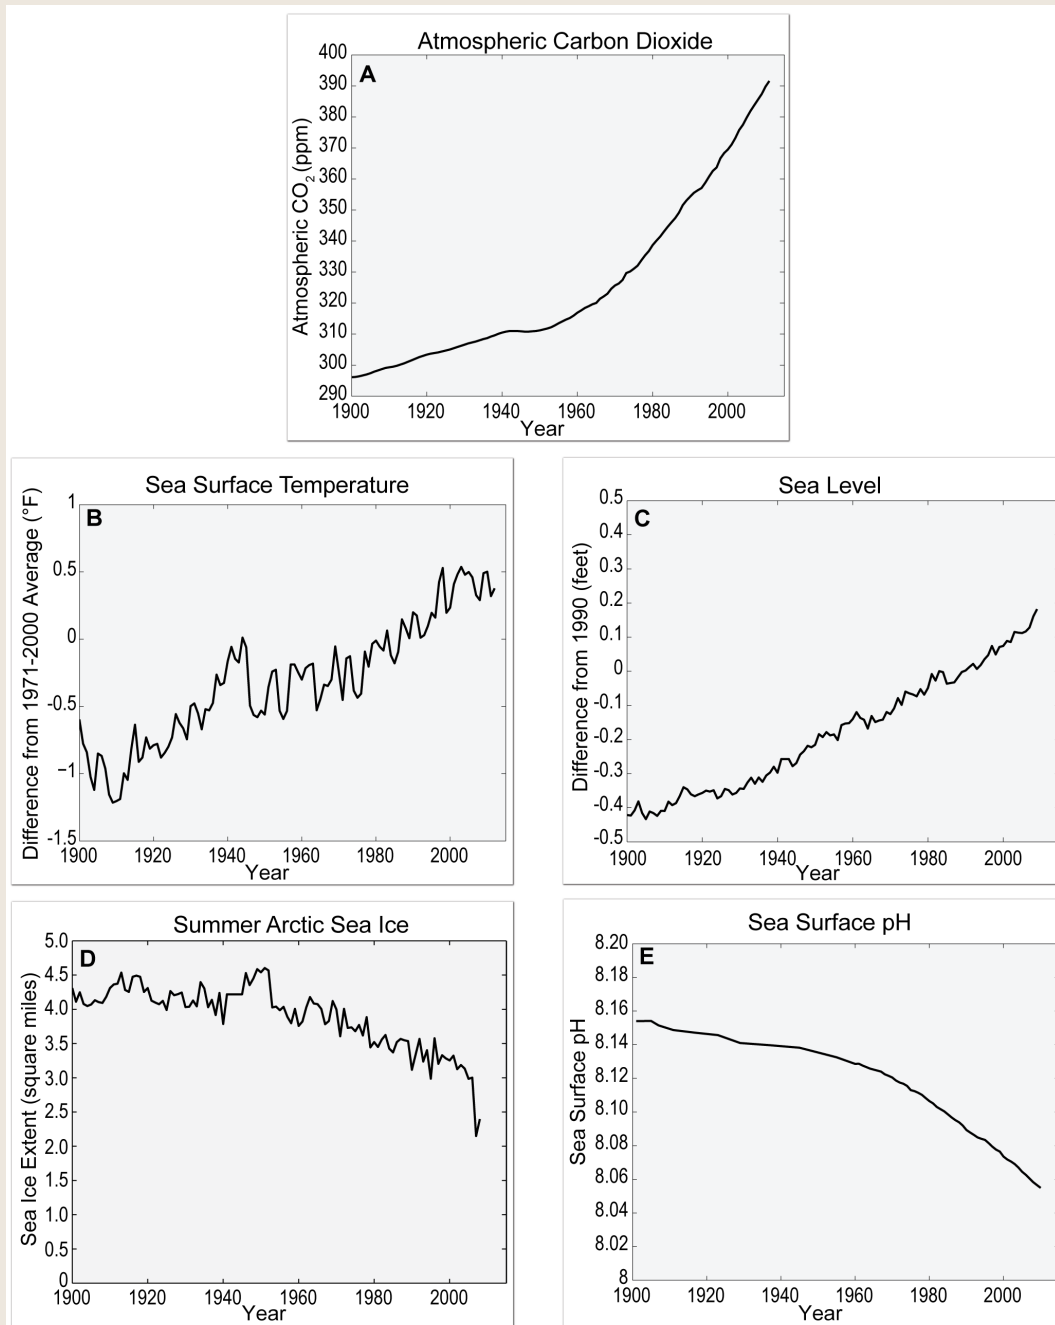 Atmospheric Carbon Dioxide
A
Atmospheric CO2 (ppm)
400
390
380
370
360
350
340
330
320
310
300
290
1900 1920 1940 1960 1980 2000
Year
Sea Surface Temperature
B
Difference from 1971-2000 Average (°F)
1
0.5
0
-0.5
-1
-1.5
1900 1920 1940 1960 1980 2000
Year
Sea Level
C
Difference from 1990 (feet)
0.5
0.4
0.3
0.2
0.1
0
-0.1
-0.2
-0.3
-0.4
-0.5
1900 1920 1940 1960 1980 2000
Year
Summer Arctic Sea Ice
D
Sea Ice Extent (square miles)
5.0
4.5
4.0
3.5
3.0
2.5
2.0
1.5
1.0
0.5
0
1900 1920 1940 1960 1980 2000
Year
Sea Surface pH
E
Sea Surface pH
8.20
8.18
8.16
8.14
8.12
8.10
8.08
8.06
8.04
8.02
8
1900 1920 1940 1960 1980 2000
Year